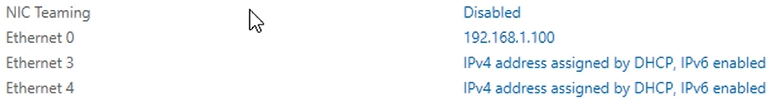 NIC Teaming Disabled
Ethernet 0 192.168.1.100
Ethernet 3 IPv4 address assigned by DHCP, IPv6 enabled
Ethernet 4 IPv4 address assigned by DHCP, IPv6 enabled